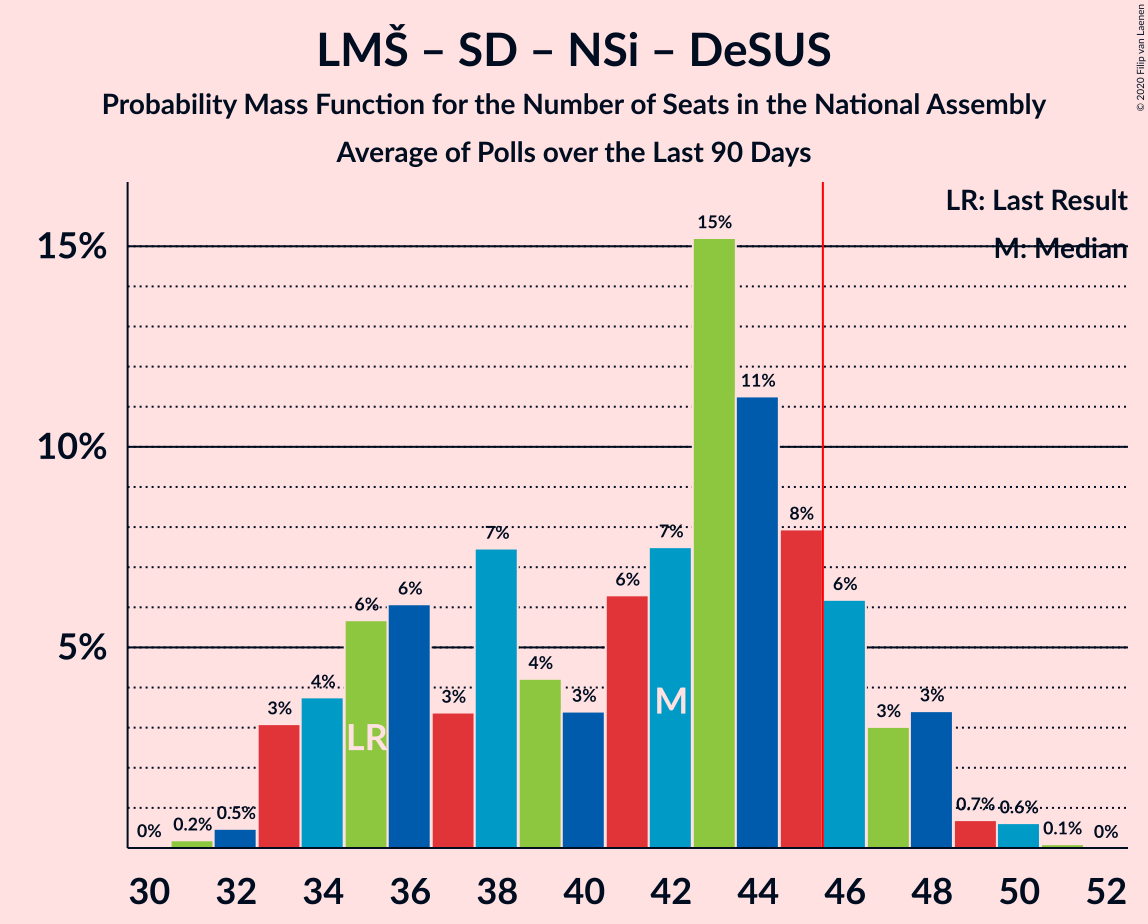 LMŠ – SD – NSi – DeSUS
Probability Mass Function for the Number of Seats in the National Assembly
Average of Polls over the Last 90 Days
© 2020 Filip van Laenen
LR: Last Result
M: Median
15%
10%
5%
0%
0.2%
0.5%
3%
4%
6%
6%
3%
7%
4%
3%
6%
7%
15%
11%
8%
6%
3%
3%
0.7%
0.6%
0.1%
0%
LR
M
30 32 34 36 38 40 42 44 46 48 50 52